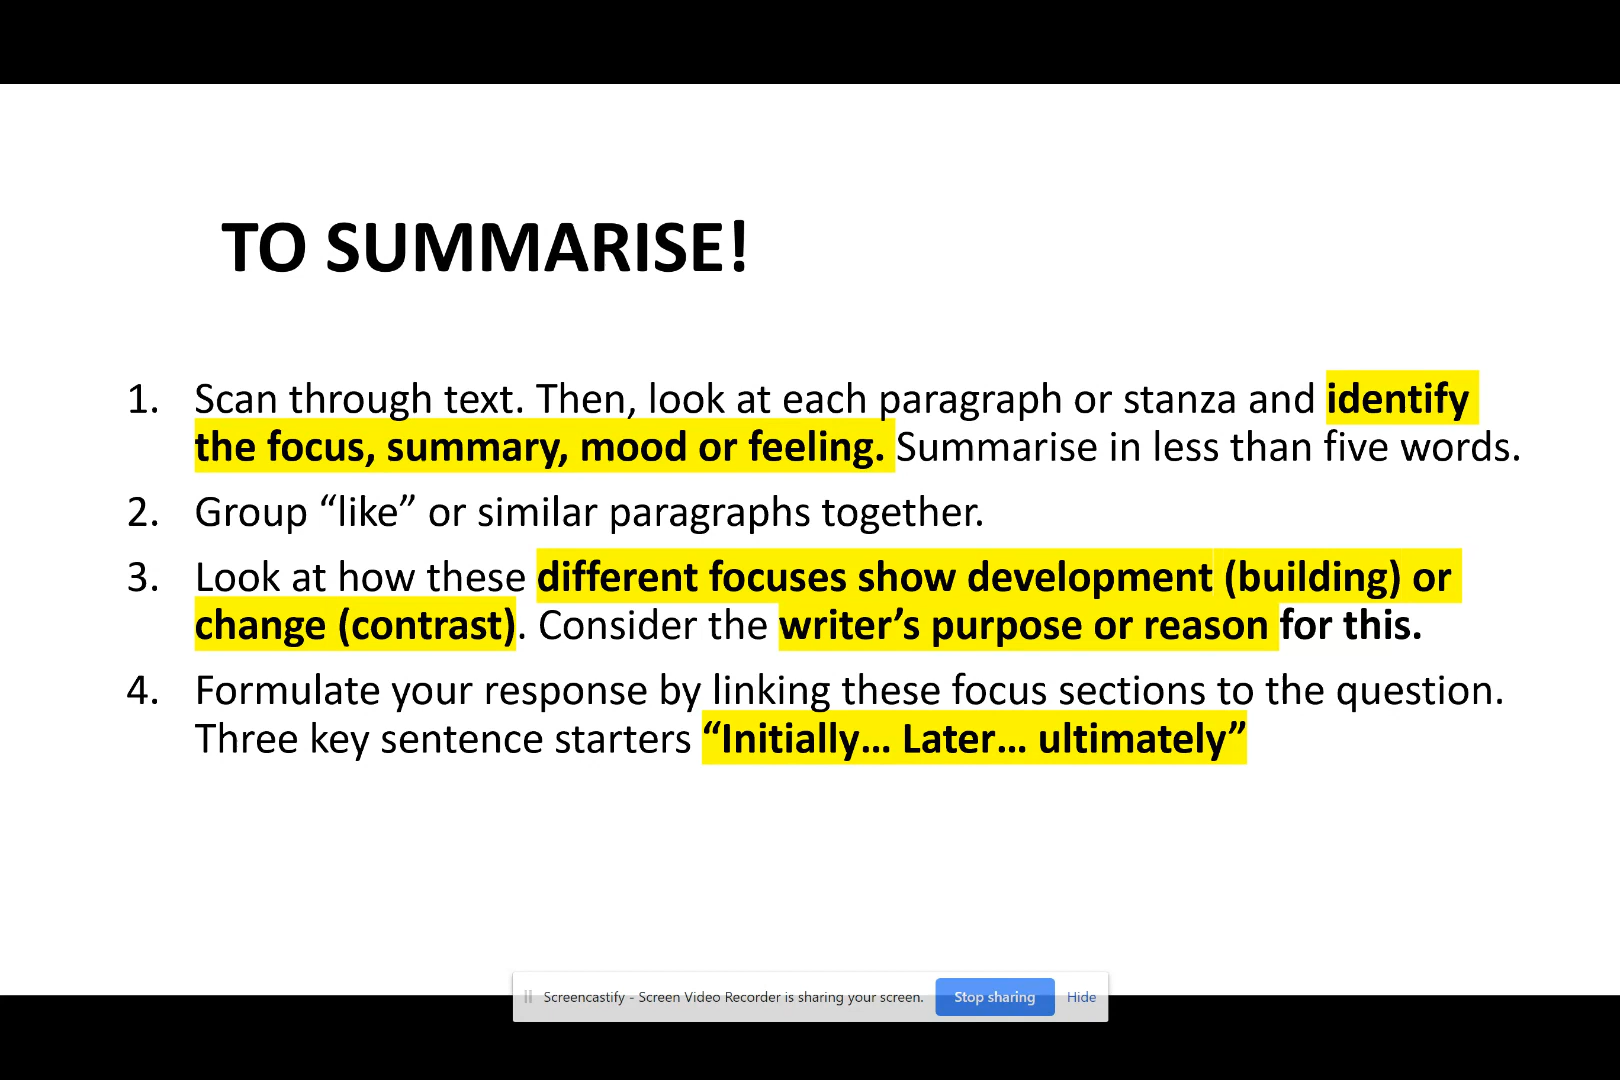 TO SUMMARISE!
1. Scan through text. Then, look at each paragraph or stanza and identify
the focus, summary, mood or feeling. Summarise in less than five words.
2. Group “like” or similar paragraphs together.
3. Look at how these different focuses show development (building) or
change (contrast). Consider the writer’s purpose or reason for this.
4. Formulate your response by linking these focus sections to the question.
Three key sentence starters “Initially… Later… ultimately”
Screencastify - Screen Video Recorder is sharing your screen. Stop sharing Hide